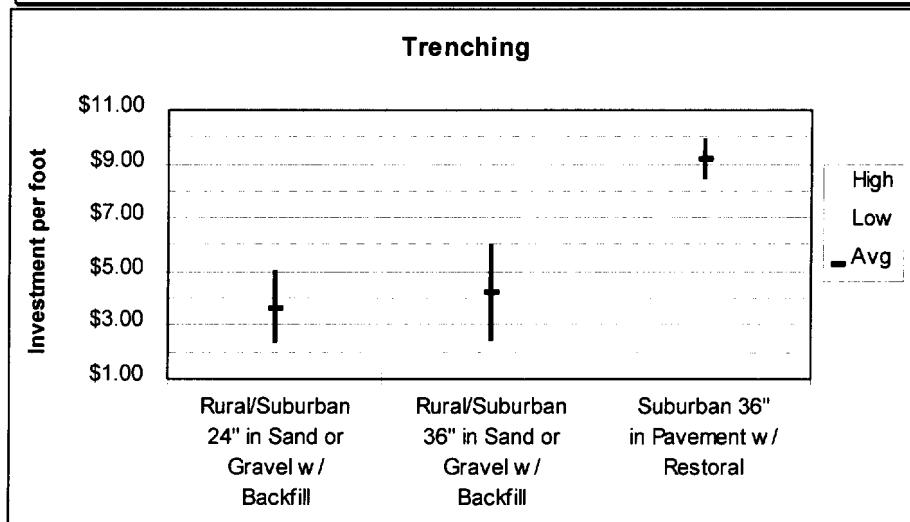 Trenching
Investment per foot
$11.00
$9.00
$7.00
$5.00
$3.00
$1.00
Rural/Suburban
24" in Sand or
Gravel w/
Backfill
Rural/Suburban
36" in Sand or
Gravel w/
Backfill
Suburban 36"
in Pavement w/
Restoral
High
Low
Avg